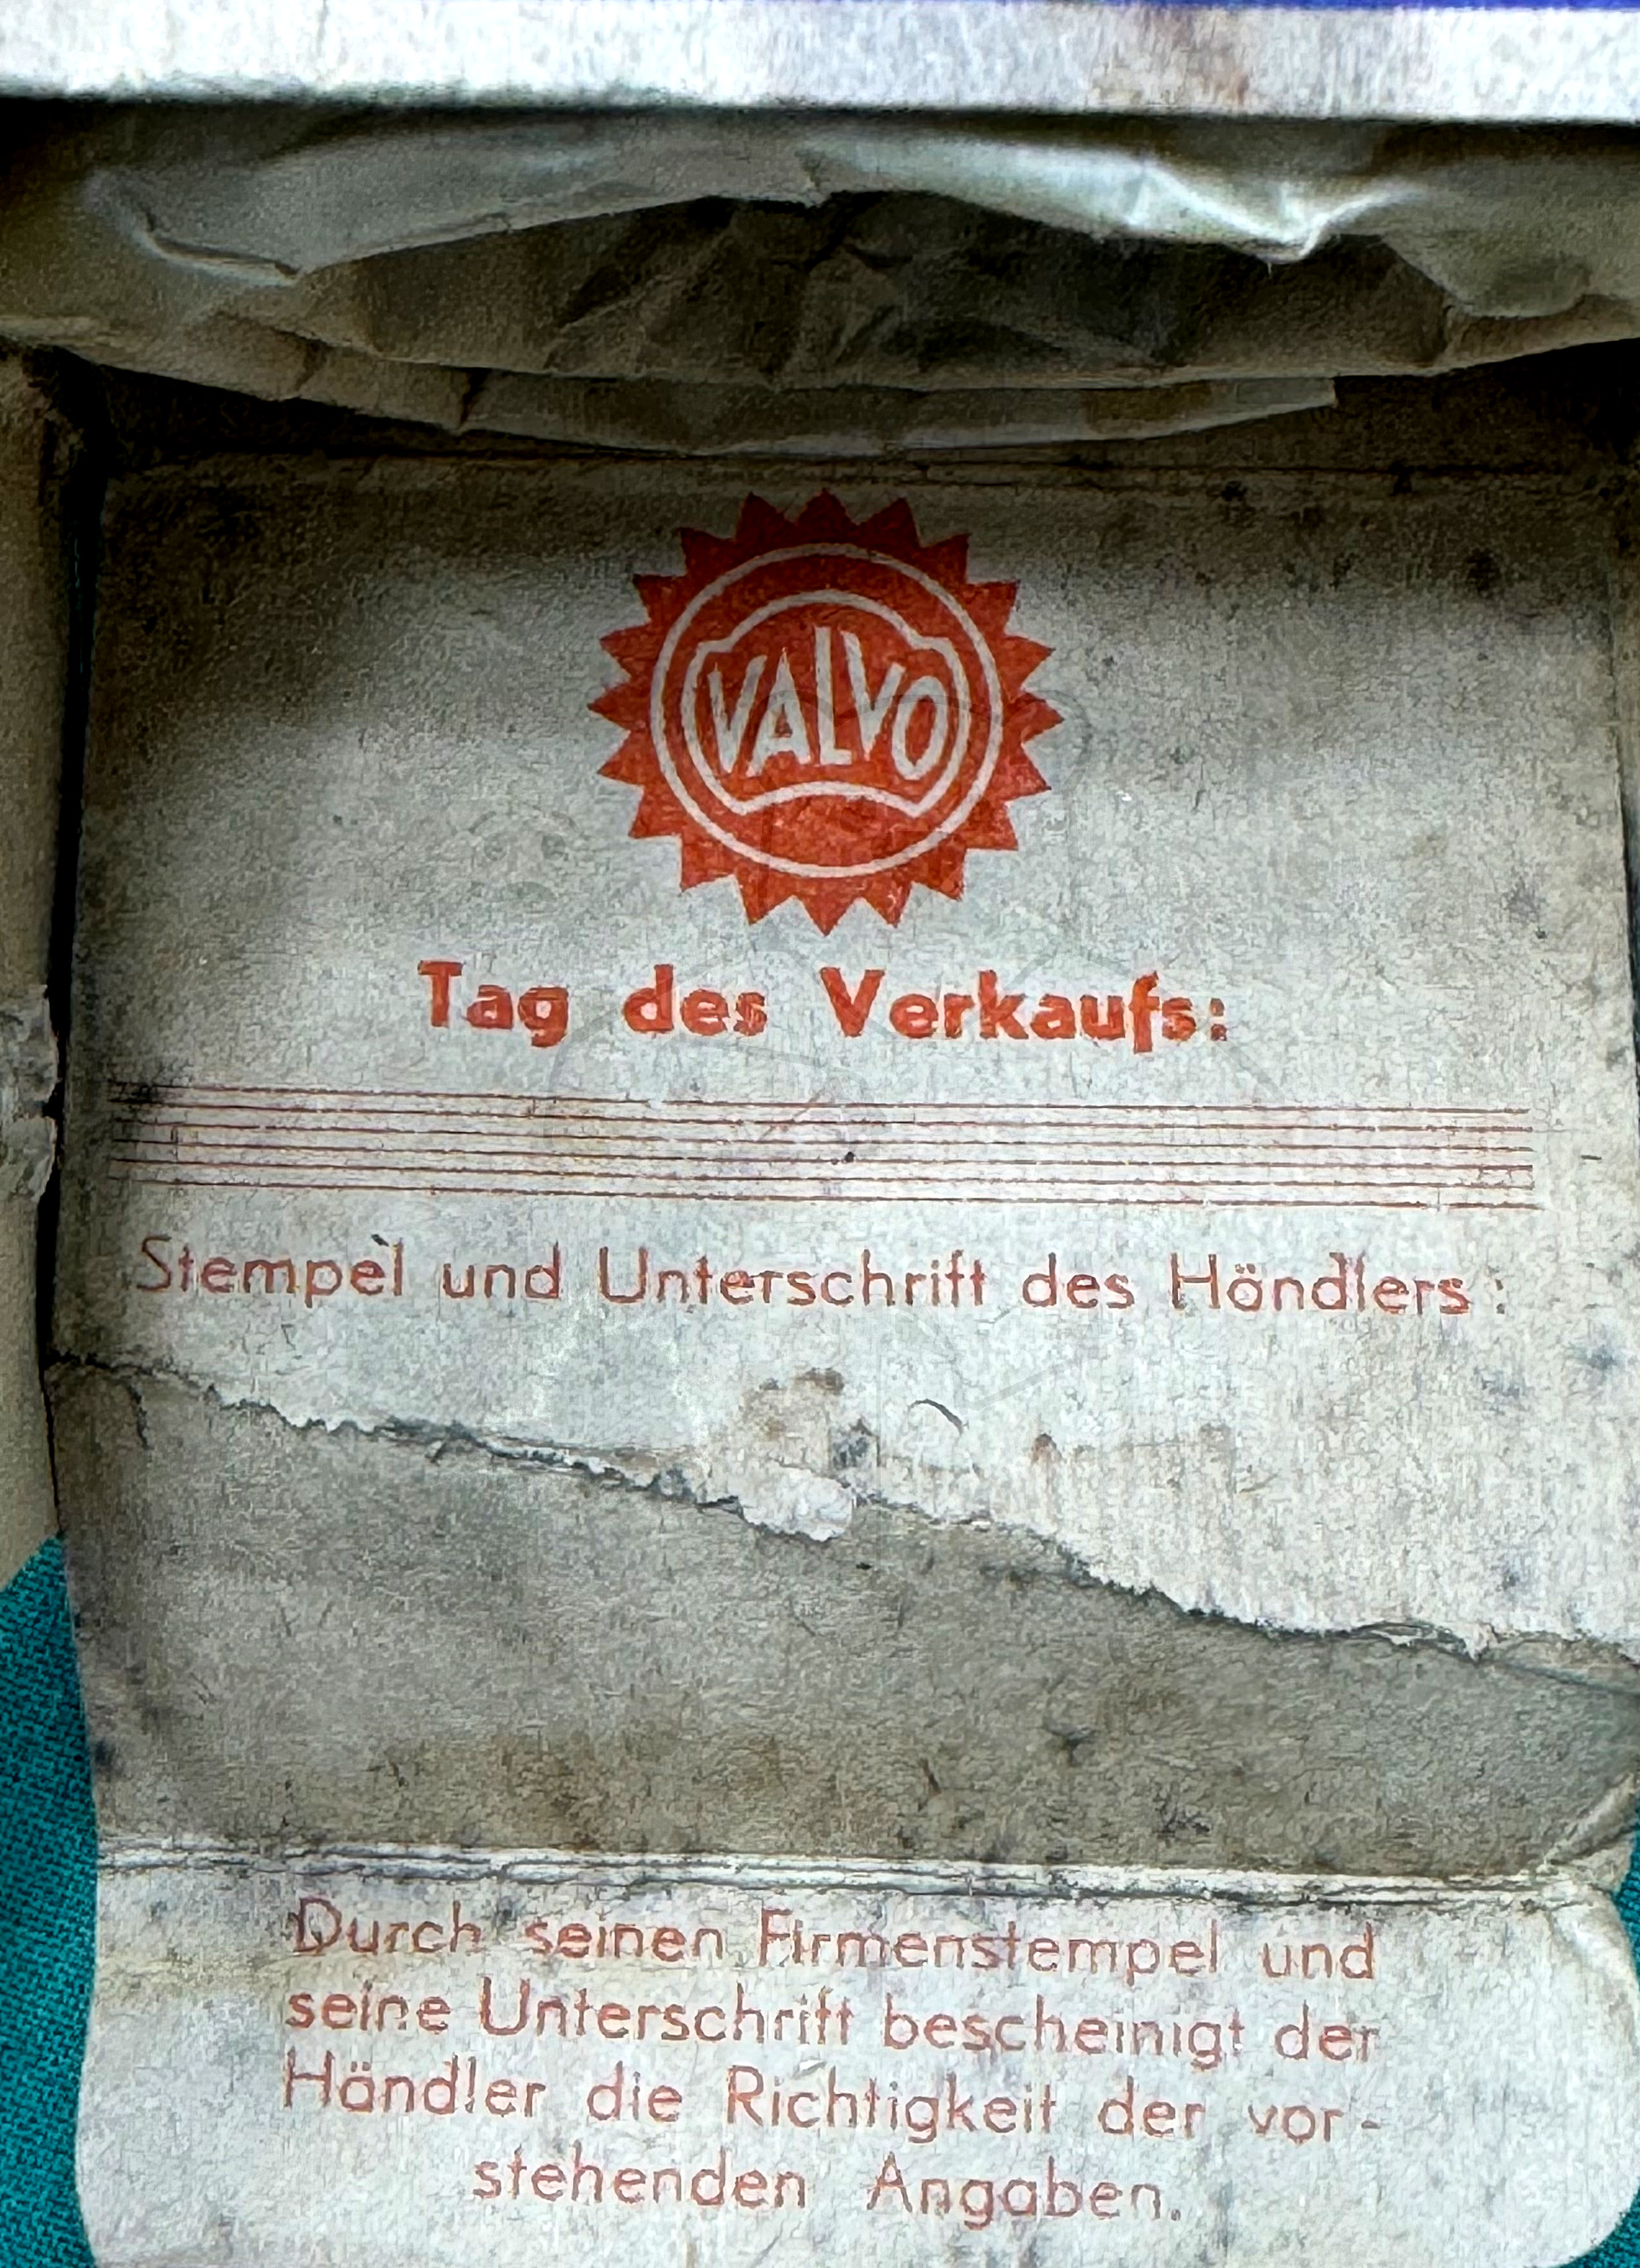 VALVO
Tag des Verkaufs:
Stempel und Unterschrift des Händlers:
Durch seinen Firmenstempel und
seine Unterschrift bescheinigt der
Händler die Richtigkeit der vor-
stehenden Angaben.